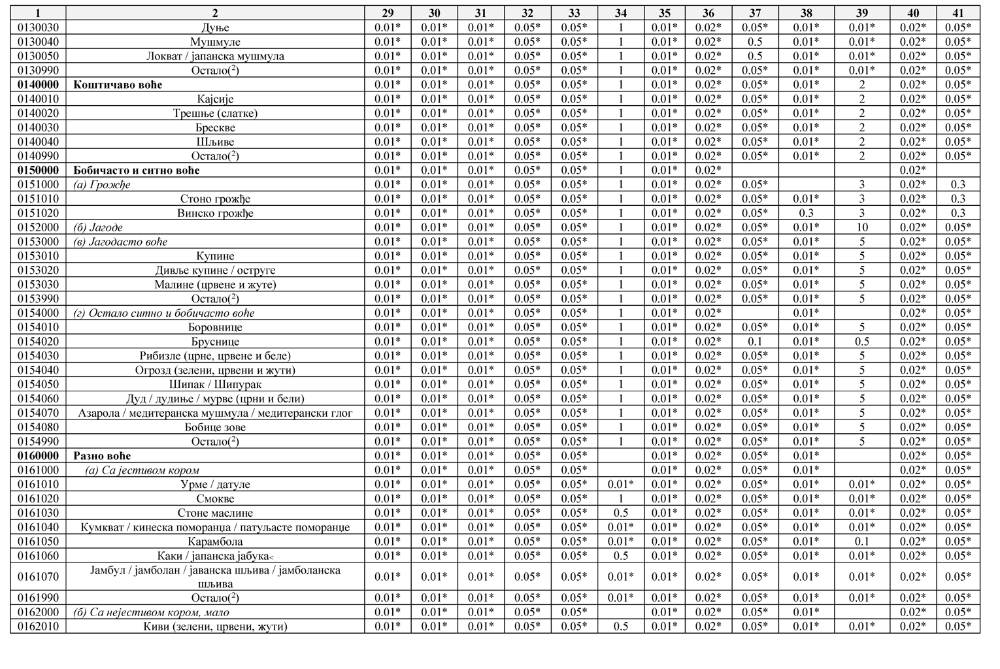 1 2 29 30 31 32 33 34 35 36 37 38 39 40 41
0130030 Дуње 0.01* 0.01* 0.01* 0.05* 0.05* 1 0.01* 0.02* 0.05* 0.01* 0.01* 0.02* 0.05*
0130040 Мушмуле 0.01* 0.01* 0.01* 0.05* 0.05* 1 0.01* 0.02* 0.5 0.01* 0.01* 0.02* 0.05*
0130050 Локват / јапанска мушмула 0.01* 0.01* 0.01* 0.05* 0.05* 1 0.01* 0.02* 0.5 0.01* 0.01* 0.02* 0.05*
0130990 Остало(²) 0.01* 0.01* 0.01* 0.05* 0.05* 1 0.01* 0.02* 0.05* 0.01* 0.01* 0.02* 0.05*
0140000 Коштичаво воће 0.01* 0.01* 0.01* 0.05* 0.05* 1 0.01* 0.02* 0.05* 0.01* 2 0.02* 0.05*
0140010 Кајсије 0.01* 0.01* 0.01* 0.05* 0.05* 1 0.01* 0.02* 0.05* 0.01* 2 0.02* 0.05*
0140020 Трешње (слатке) 0.01* 0.01* 0.01* 0.05* 0.05* 1 0.01* 0.02* 0.05* 0.01* 2 0.02* 0.05*
0140030 Брескве 0.01* 0.01* 0.01* 0.05* 0.05* 1 0.01* 0.02* 0.05* 0.01* 2 0.02* 0.05*
0140040 Шљиве 0.01* 0.01* 0.01* 0.05* 0.05* 1 0.01* 0.02* 0.05* 0.01* 2 0.02* 0.05*
0140990 Остало(²) 0.01* 0.01* 0.01* 0.05* 0.05* 1 0.01* 0.02* 0.05* 0.01* 2 0.02* 0.05*
0150000 Бобичасто и ситно воће 0.01* 0.01* 0.01* 0.05* 0.05* 1 0.01* 0.02* 0.02*
0151000 (а) Грожђе 0.01* 0.01* 0.01* 0.05* 0.05* 1 0.01* 0.02* 0.05* 3 0.02* 0.3
0151010 Стоно грожђе 0.01* 0.01* 0.01* 0.05* 0.05* 1 0.01* 0.02* 0.05* 0.01* 3 0.02* 0.3
0151020 Винско грожђе 0.01* 0.01* 0.01* 0.05* 0.05* 1 0.01* 0.02* 0.05* 0.3 3 0.02* 0.3
0152000 (б) Јагоде 0.01* 0.01* 0.01* 0.05* 0.05* 1 0.01* 0.02* 0.05* 0.01* 10 0.02* 0.05*
0153000 (в) Јагодасто воће 0.01* 0.01* 0.01* 0.05* 0.05* 1 0.01* 0.02* 0.05* 0.01* 5 0.02* 0.05*
0153010 Купине 0.01* 0.01* 0.01* 0.05* 0.05* 1 0.01* 0.02* 0.05* 0.01* 5 0.02* 0.05*
0153020 Дивље купине / оструге 0.01* 0.01* 0.01* 0.05* 0.05* 1 0.01* 0.02* 0.05* 0.01* 5 0.02* 0.05*
0153030 Малине (црвене и жуте) 0.01* 0.01* 0.01* 0.05* 0.05* 1 0.01* 0.02* 0.05* 0.01* 5 0.02* 0.05*
0153990 Остало(²) 0.01* 0.01* 0.01* 0.05* 0.05* 1 0.01* 0.02* 0.05* 0.01* 5 0.02* 0.05*
0154000 (г) Остало ситно и бобичасто воће 0.01* 0.01* 0.01* 0.05* 0.05* 1 0.01* 0.02* 0.01* 0.02* 0.05*
0154010 Боровнице 0.01* 0.01* 0.01* 0.05* 0.05* 1 0.01* 0.02* 0.05* 0.01* 5 0.02* 0.05*
0154020 Бруснице 0.01* 0.01* 0.01* 0.05* 0.05* 1 0.01* 0.02* 0.1 0.01* 0.5 0.02* 0.05*
0154030 Рибизле (црне, црвене и беле) 0.01* 0.01* 0.01* 0.05* 0.05* 1 0.01* 0.02* 0.05* 0.01* 5 0.02* 0.05*
0154040 Огрозд (зелени, црвени и жути) 0.01* 0.01* 0.01* 0.05* 0.05* 1 0.01* 0.02* 0.05* 0.01* 5 0.02* 0.05*
0154050 Шипак / Шипурак 0.01* 0.01* 0.01* 0.05* 0.05* 1 0.01* 0.02* 0.05* 0.01* 5 0.02* 0.05*
0154060 Дуд / дудиње / мурве (црни и бели) 0.01* 0.01* 0.01* 0.05* 0.05* 1 0.01* 0.02* 0.05* 0.01* 5 0.02* 0.05*
0154070 Азарола / медитеранска мушмула / медитерански глог 0.01* 0.01* 0.01* 0.05* 0.05* 1 0.01* 0.02* 0.05* 0.01* 5 0.02* 0.05*
0154080 Бобице зове 0.01* 0.01* 0.01* 0.05* 0.05* 1 0.01* 0.02* 0.05* 0.01* 5 0.02* 0.05*
0154990 Остало(²) 0.01* 0.01* 0.01* 0.05* 0.05* 1 0.01* 0.02* 0.05* 0.01* 5 0.02* 0.05*
0160000 Разно воће 0.01* 0.01* 0.01* 0.05* 0.05* 0.01* 0.02* 0.05* 0.01* 0.02* 0.05*
0161000 (а) Са јестивом кором 0.01* 0.01* 0.01* 0.05* 0.05* 0.01* 0.02* 0.05* 0.01* 0.02* 0.05*
0161010 Урме / датуле 0.01* 0.01* 0.01* 0.05* 0.05* 0.01* 0.01* 0.02* 0.05* 0.01* 0.01* 0.02* 0.05*
0161020 Смокве 0.01* 0.01* 0.01* 0.05* 0.05* 1 0.01* 0.02* 0.05* 0.01* 0.01* 0.02* 0.05*
0161030 Стоне маслине 0.01* 0.01* 0.01* 0.05* 0.05* 0.5 0.01* 0.02* 0.05* 0.01* 0.01* 0.02* 0.05*
0161040 Кумкват / кинеска поморанџа / патуљасте поморанџе 0.01* 0.01* 0.01* 0.05* 0.05* 0.01* 0.01* 0.02* 0.05* 0.01* 0.01* 0.02* 0.05*
0161050 Карамбола 0.01* 0.01* 0.01* 0.05* 0.05* 0.01* 0.01* 0.02* 0.05* 0.01* 0.1 0.02* 0.05*
0161060 Каки / јапанска јабука< 0.01* 0.01* 0.01* 0.05* 0.05* 0.5 0.01* 0.02* 0.05* 0.01* 0.01* 0.02* 0.05*
0161070 Јамбул / јамболан / јаванска шљива / јамболанска
шљива 0.01* 0.01* 0.01* 0.05* 0.05* 0.01* 0.01* 0.02* 0.05* 0.01* 0.01* 0.02* 0.05*
0161990 Остало(²) 0.01* 0.01* 0.01* 0.05* 0.05* 0.01* 0.01* 0.02* 0.05* 0.01* 0.01* 0.02* 0.05*
0162000 (б) Са нејестивом кором, мало 0.01* 0.01* 0.01* 0.05* 0.05* 0.01* 0.02* 0.05* 0.01* 0.02* 0.05*
0162010 Киви (зелени, црвени, жути) 0.01* 0.01* 0.01* 0.05* 0.05* 0.5 0.01* 0.02* 0.05* 0.01* 0.01* 0.02* 0.05*